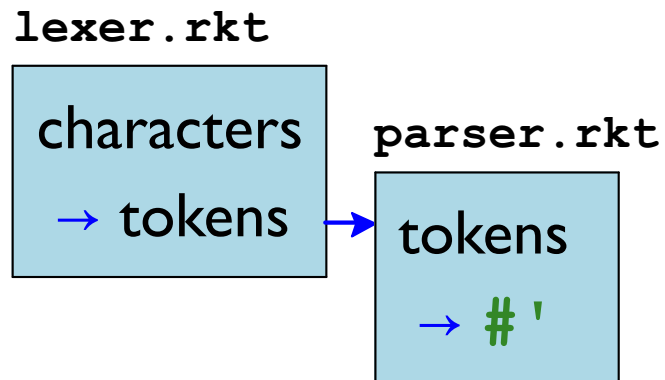 lexer.rkt
characters
→ tokens
parser.rkt
tokens
→ #'